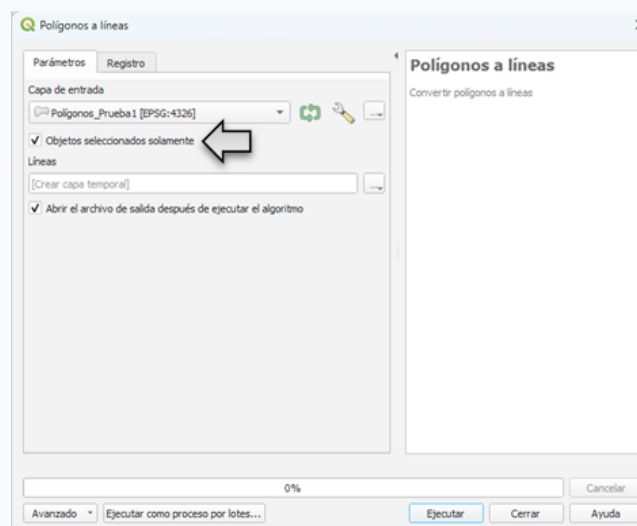 Polígonos a líneas
Parámetros
Registro
Capa de entrada
Polígonos_Prueba1 [EPSG:4326]
Objetos seleccionados solamente
Líneas
[Crear capa temporal]
Abrir el archivo de salida después de ejecutar el algoritmo
Polígonos a líneas
Convertir polígonos a líneas
0%
Cancelar
Avanzado
Ejecutar como proceso por lotes...
Ejecutar
Cerrar
Ayuda